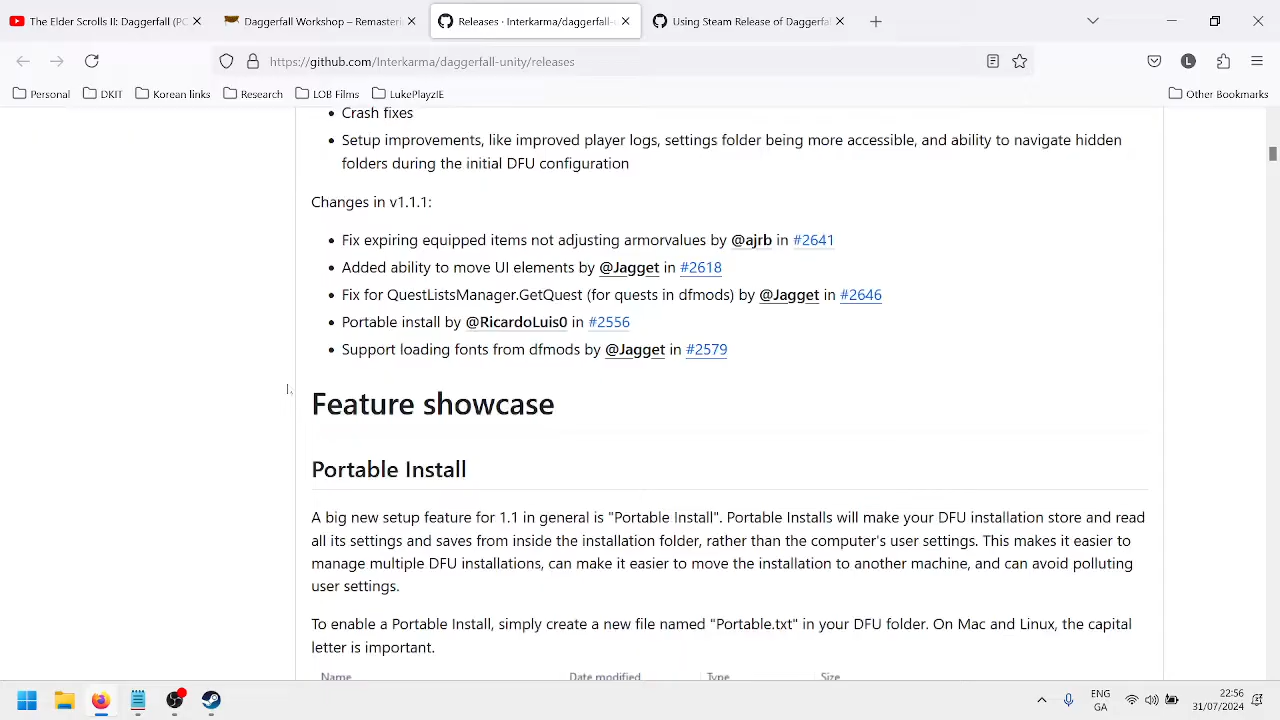 The Elder Scrolls II: Daggerfall (PC
Daggerfall Workshop – Remasteri
Releases · Interkarma/daggerfall-
Using Steam Release of Daggerfal
https://github.com/Interkarma/daggerfall-unity/releases
L
Personal
DKIT
Korean links
Research
LOB Films
LukePlayzIE
Other Bookmarks
Crash fixes
Setup improvements, like improved player logs, settings folder being more accessible, and ability to navigate hidden
folders during the initial DFU configuration
Changes in v1.1.1:
Fix expiring equipped items not adjusting armorvalues by @ajrb in #2641
Added ability to move UI elements by @Jagget in #2618
Fix for QuestListsManager.GetQuest (for quests in dfmods) by @Jagget in #2646
Portable install by @RicardoLuis0 in #2556
Support loading fonts from dfmods by @Jagget in #2579
Feature showcase
Portable Install
A big new setup feature for 1.1 in general is "Portable Install". Portable Installs will make your DFU installation store and read
all its settings and saves from inside the installation folder, rather than the computer's user settings. This makes it easier to
manage multiple DFU installations, can make it easier to move the installation to another machine, and can avoid polluting
user settings.
To enable a Portable Install, simply create a new file named "Portable.txt" in your DFU folder. On Mac and Linux, the capital
letter is important.
Name Date modified Type Size
ENG
GA
22:56
31/07/2024